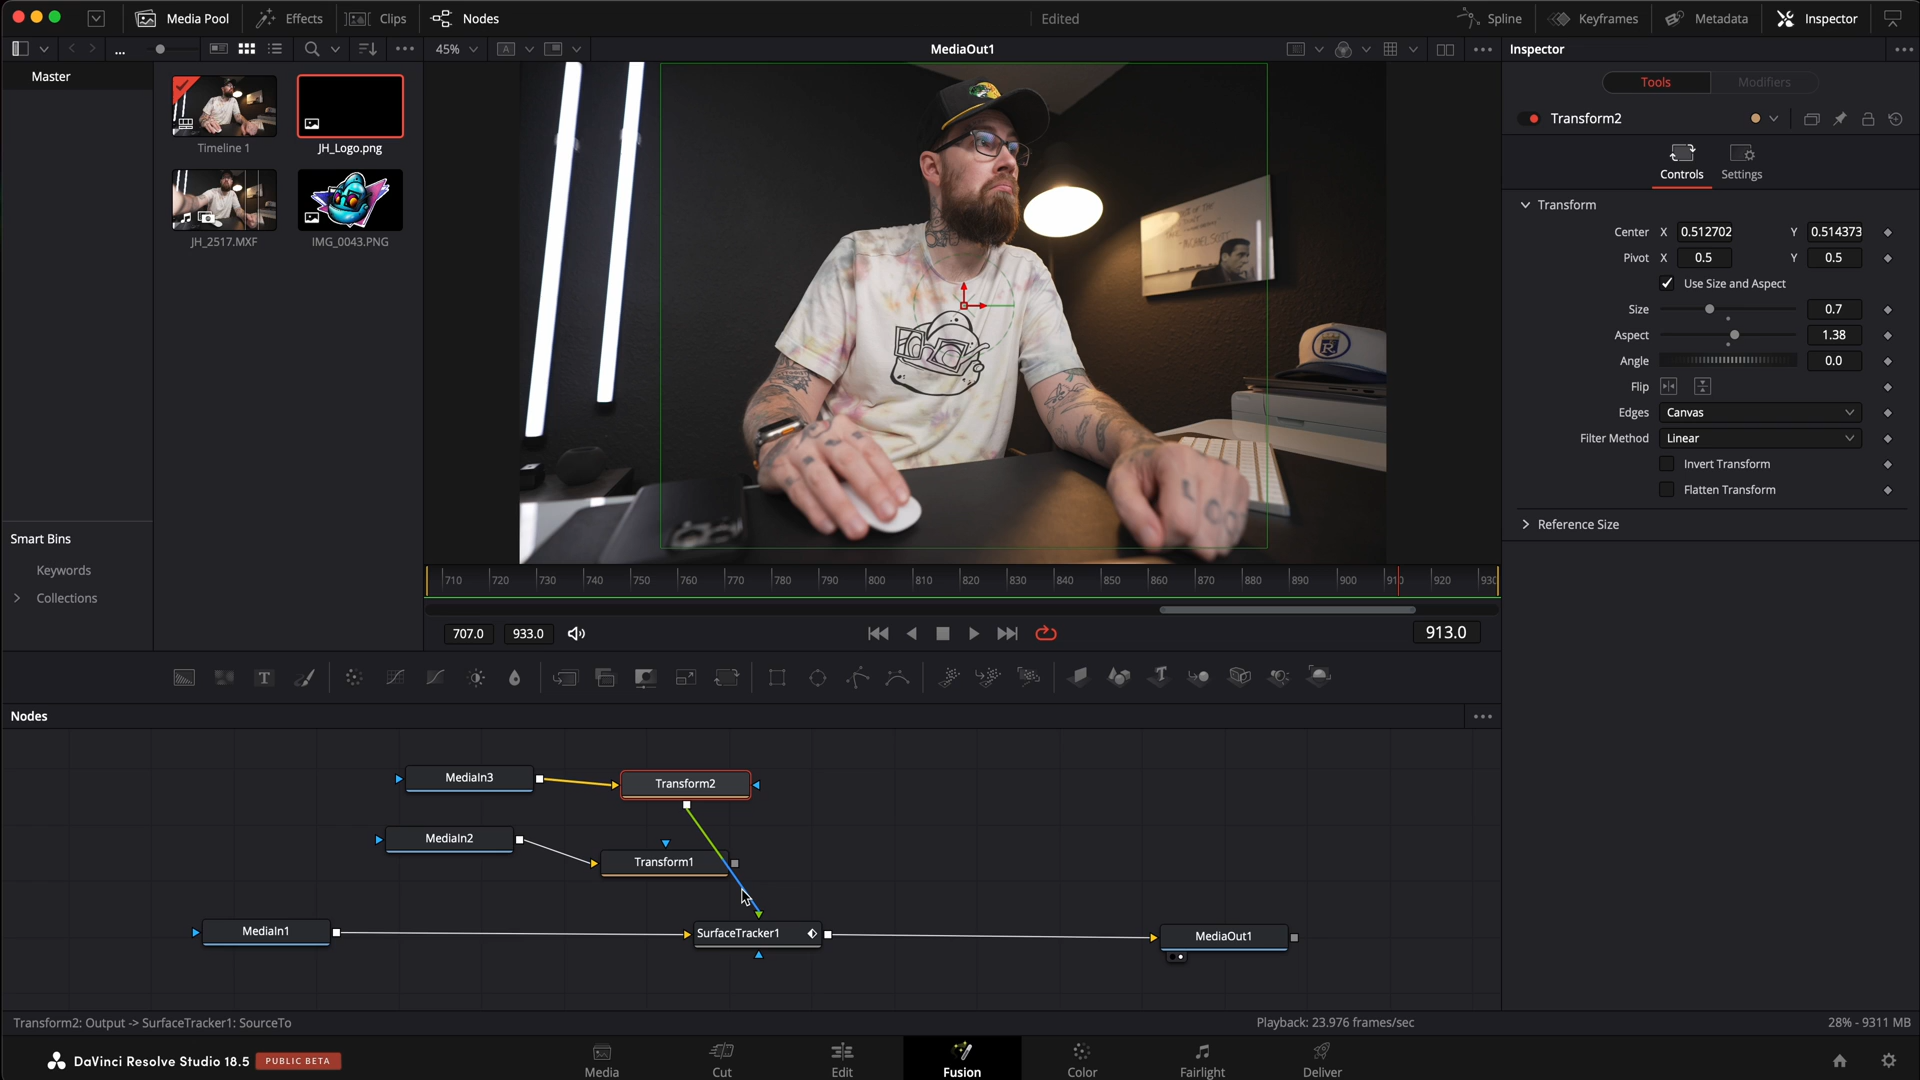 Media Pool
Effects
Clips
Nodes
Edited
Spline
Keyframes
Metadata
Inspector
...
45%
A
MediaOut1
Inspector
Master
Timeline 1
JH_Logo.png
JH_2517.MXF
IMG_0043.PNG
Tools
Modifiers
Transform2
Controls
Settings
Transform
Center X 0.512702 Y 0.514373
Pivot X 0.5 Y 0.5
Use Size and Aspect
Size 0.7
Aspect 1.38
Angle 0.0
Flip
Edges Canvas
Filter Method Linear
Invert Transform
Flatten Transform
Reference Size
Smart Bins
Keywords
Collections
R
710 720 730 740 750 760 770 780 790 800 810 820 830 840 850 860 870 880 890 900 910 920 930
707.0 933.0
913.0
T
T
Nodes
MediaIn3
Transform2
MediaIn2
Transform1
MediaIn1
SurfaceTracker1
MediaOut1
Transform2: Output -> SurfaceTracker1: SourceTo
Playback: 23.976 frames/sec
28% - 9311 MB
DaVinci Resolve Studio 18.5
PUBLIC BETA
Media
Cut
Edit
Fusion
Color
Fairlight
Deliver